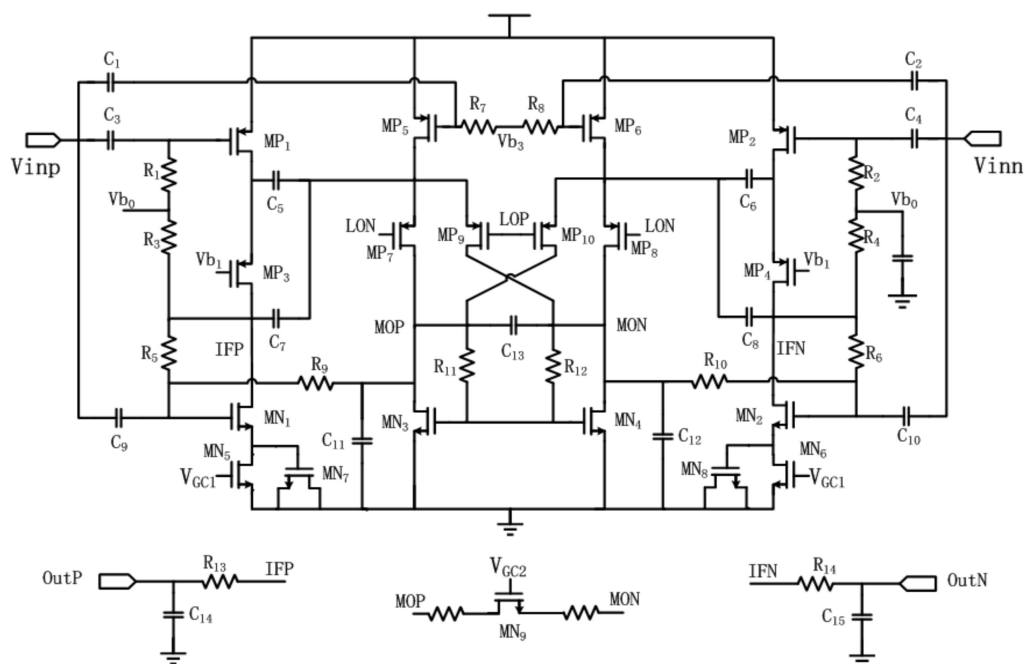 C₁
C₂
C₃
R₇
R₈
C₄
MP₁
MP₅
Vb₃
MP₆
MP₂
Vinp
Vinn
R₁
R₂
C₅
C₆
Vb₀
Vb₀
R₃
LON
LOP
LON
R₄
MP₇
MP₉
MP₁₀
MP₈
Vb₁
MP₃
MP₄
Vb₁
C₇
C₈
MOP
C₁₃
MON
R₅
IFP
IFN
R₆
R₉
R₁₁
R₁₂
R₁₀
C₉
MN₁
C₁₁
MN₃
MN₄
C₁₂
MN₂
C₁₀
MN₅
MN₆
V_GC1
MN₇
MN₈
V_GC1
OutP
R₁₃
IFP
V_GC2
IFN
R₁₄
OutN
MOP
MON
C₁₄
MN₉
C₁₅